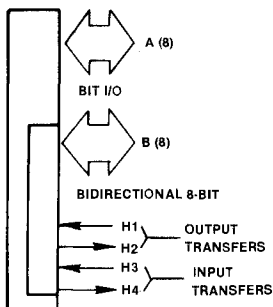 A (8)
BIT I/O
B (8)
BIDIRECTIONAL 8-BIT
H1
H2
OUTPUT
TRANSFERS
H3
H4
INPUT
TRANSFERS